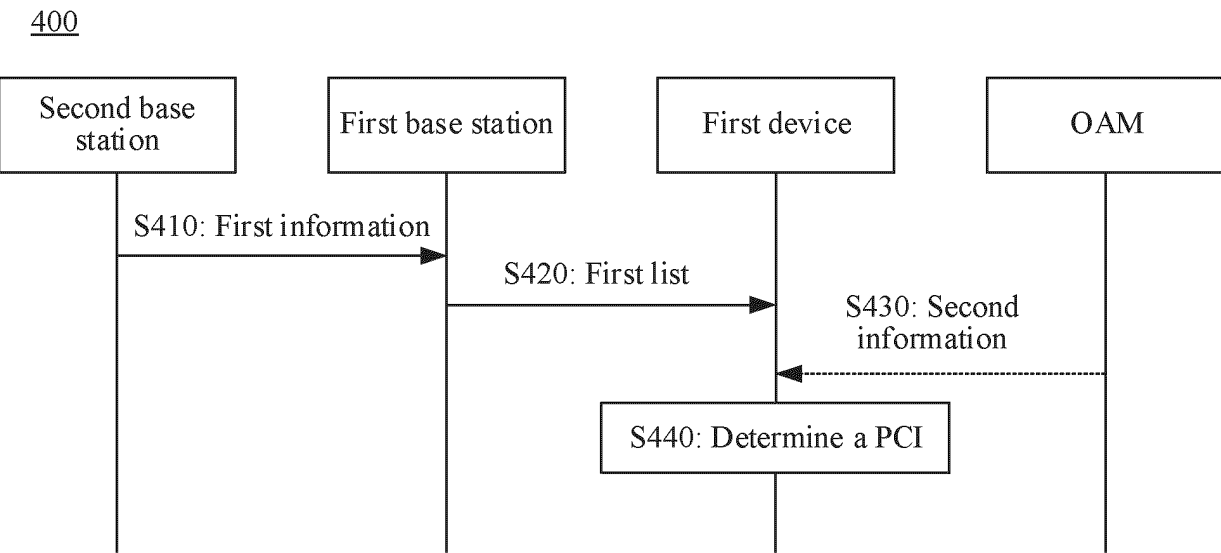 400
Second base
station
First base station
First device
OAM
S410: First information
S420: First list
S430: Second
information
S440: Determine a PCI